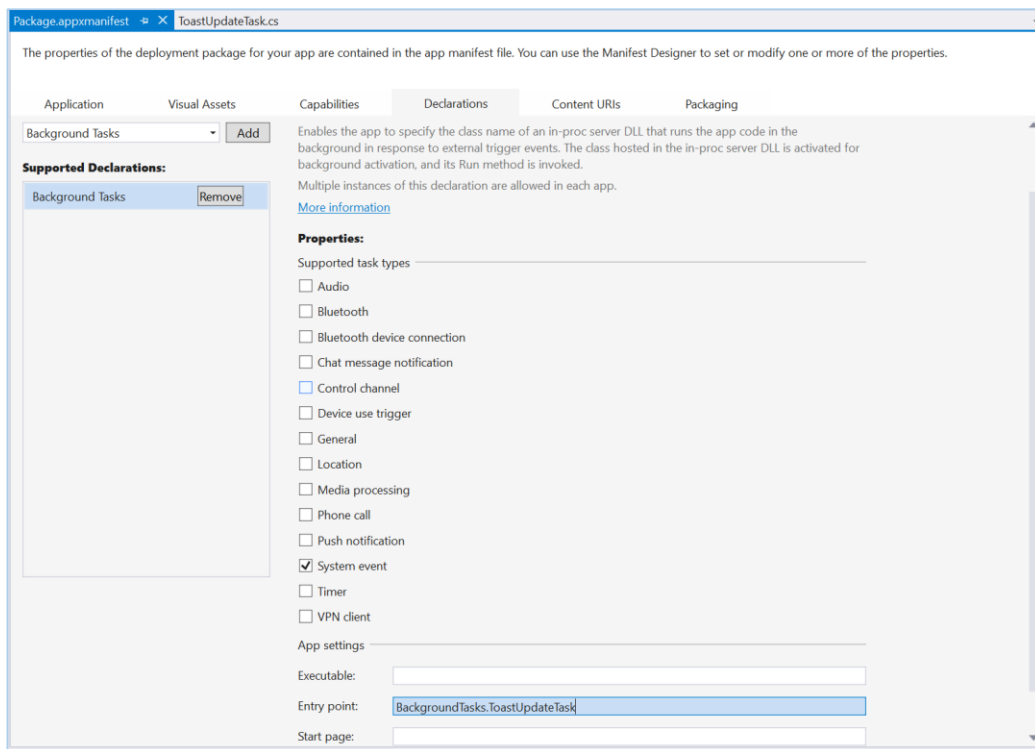 Package.appxmanifest ToastUpdateTask.cs
The properties of the deployment package for your app are contained in the app manifest file. You can use the Manifest Designer to set or modify one or more of the properties.
Application Visual Assets Capabilities Declarations Content URIs Packaging
Background Tasks Add
Supported Declarations:
Background Tasks Remove
Enables the app to specify the class name of an in-proc server DLL that runs the app code in the
background in response to external trigger events. The class hosted in the in-proc server DLL is activated for
background activation, and its Run method is invoked.
Multiple instances of this declaration are allowed in each app.
More information
Properties:
Supported task types
Audio
Bluetooth
Bluetooth device connection
Chat message notification
Control channel
Device use trigger
General
Location
Media processing
Phone call
Push notification
System event
Timer
VPN client
App settings
Executable:
Entry point: BackgroundTasks.ToastUpdateTask
Start page: